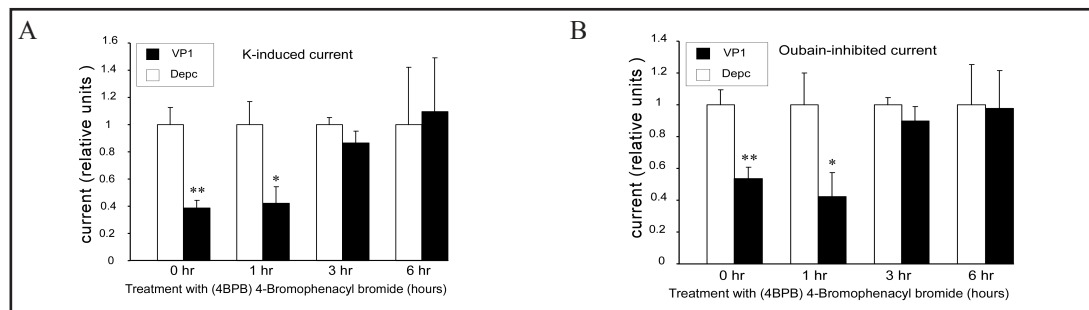 A
K-induced current
VP1
Depc
1.6
1.4
1.2
1
0.8
0.6
0.4
0.2
0
current (relative units)
**
*
0 hr 1 hr 3 hr 6 hr
Treatment with (4BPB) 4-Bromophenacyl bromide (hours)
B
Oubain-inhibited current
VP1
Depc
1.4
1.2
1
0.8
0.6
0.4
0.2
0
current (relative units)
**
*
0 hr 1 hr 3 hr 6 hr
Treatment with (4BPB) 4-Bromophenacyl bromide (hours)